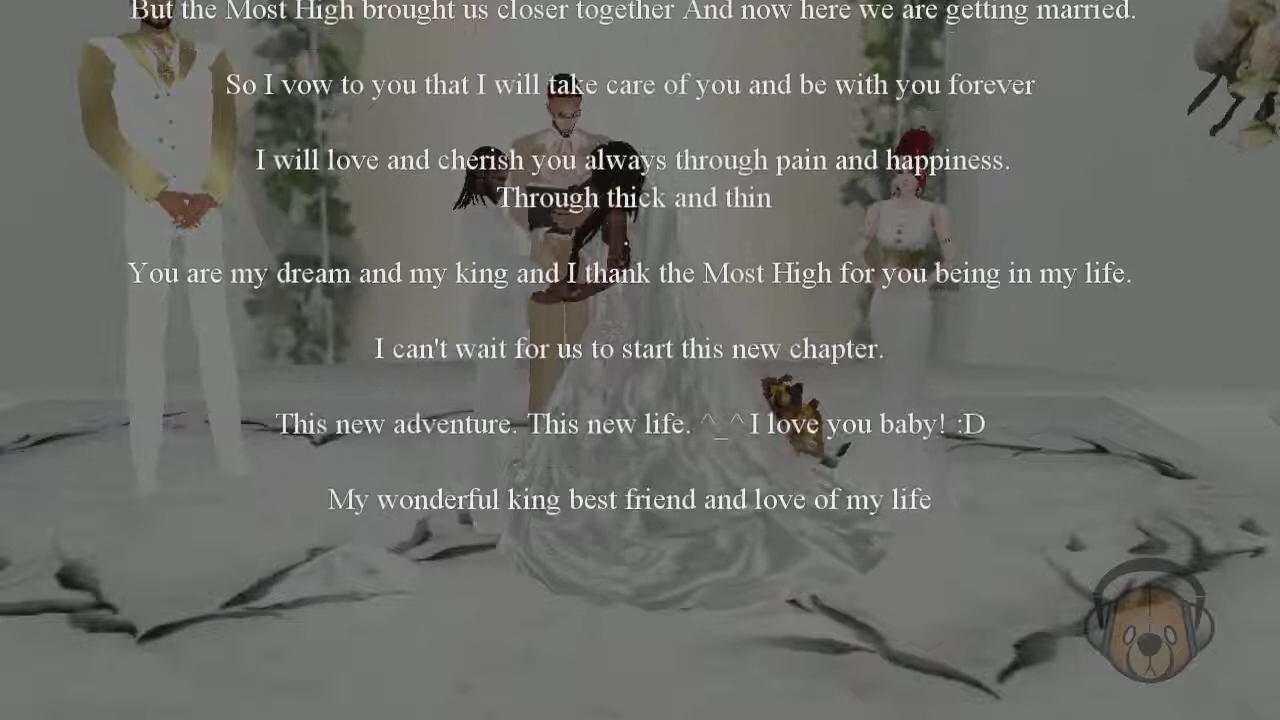 But the Most High brought us closer together And now here we are getting married.
So I vow to you that I will take care of you and be with you forever
I will love and cherish you always through pain and happiness.
Through thick and thin
You are my dream and my king and I thank the Most High for you being in my life.
I can't wait for us to start this new chapter.
This new adventure. This new life. ^_^ I love you baby! :D
My wonderful king best friend and love of my life